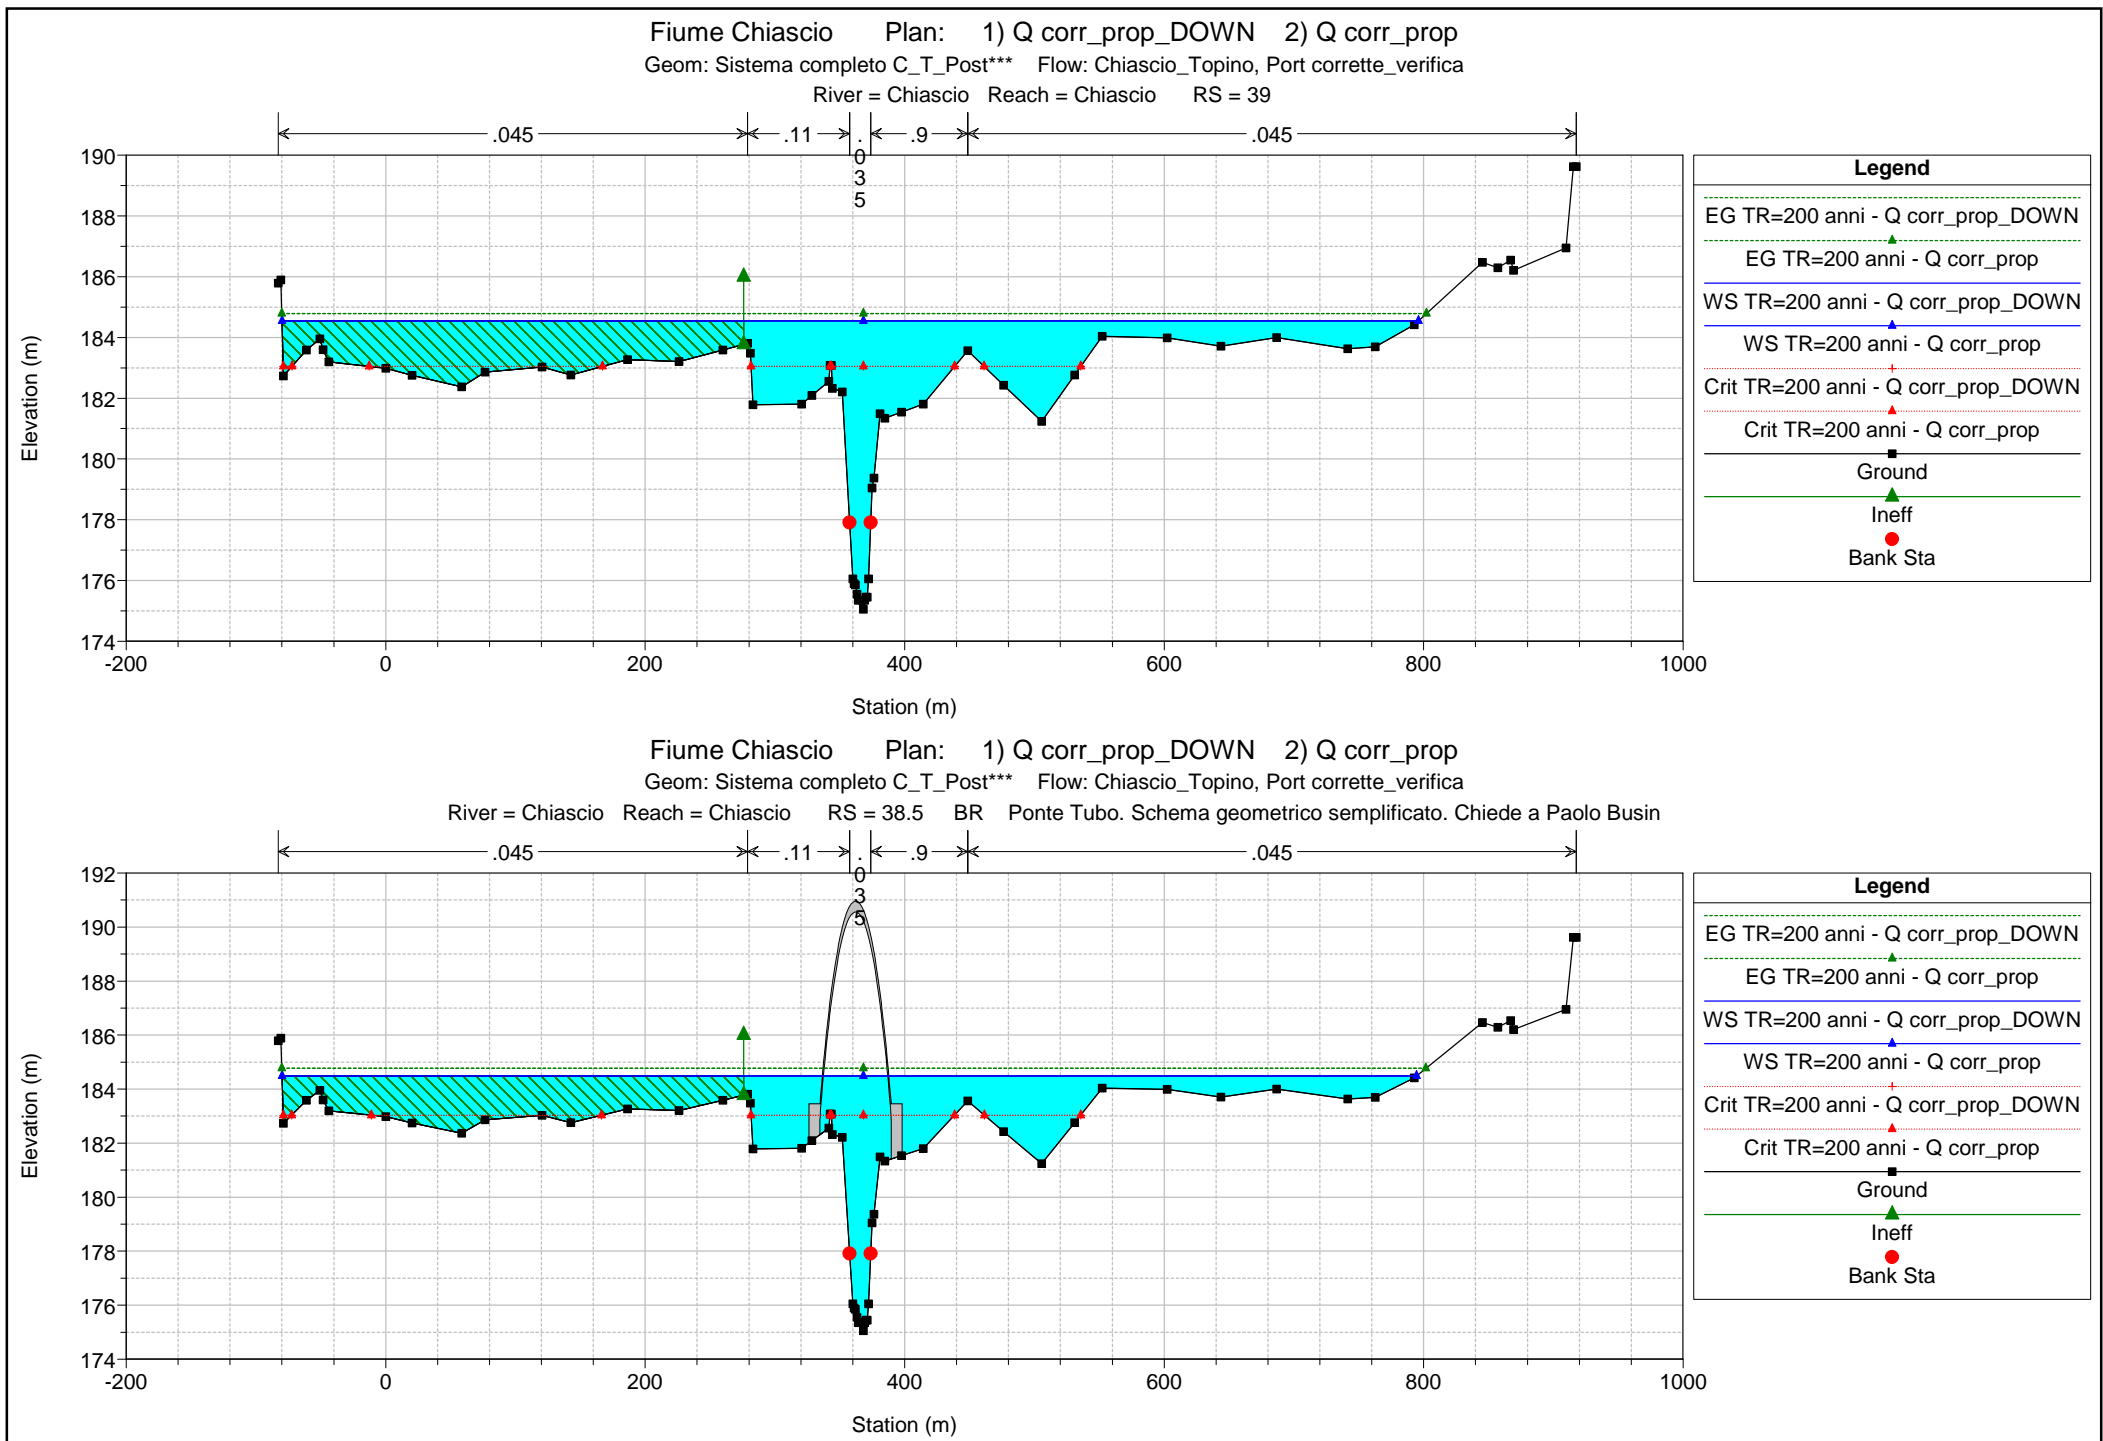 Fiume Chiascio Plan: 1) Q corr_prop_DOWN 2) Q corr_prop
Geom: Sistema completo C_T_Post*** Flow: Chiascio_Topino, Port corrette_verifica
River = Chiascio Reach = Chiascio RS = 39
.045 .11 .035 .9 .045
Elevation (m)
190
188
186
184
182
180
178
176
174
-200 0 200 400 600 800 1000
Station (m)
Legend
EG TR=200 anni - Q corr_prop_DOWN
EG TR=200 anni - Q corr_prop
WS TR=200 anni - Q corr_prop_DOWN
WS TR=200 anni - Q corr_prop
Crit TR=200 anni - Q corr_prop_DOWN
Crit TR=200 anni - Q corr_prop
Ground
Ineff
Bank Sta
Fiume Chiascio Plan: 1) Q corr_prop_DOWN 2) Q corr_prop
Geom: Sistema completo C_T_Post*** Flow: Chiascio_Topino, Port corrette_verifica
River = Chiascio Reach = Chiascio RS = 38.5 BR Ponte Tubo. Schema geometrico semplificato. Chiede a Paolo Busin
.045 .11 .035 .9 .045
Elevation (m)
192
190
188
186
184
182
180
178
176
174
-200 0 200 400 600 800 1000
Station (m)
Legend
EG TR=200 anni - Q corr_prop_DOWN
EG TR=200 anni - Q corr_prop
WS TR=200 anni - Q corr_prop_DOWN
WS TR=200 anni - Q corr_prop
Crit TR=200 anni - Q corr_prop_DOWN
Crit TR=200 anni - Q corr_prop
Ground
Ineff
Bank Sta